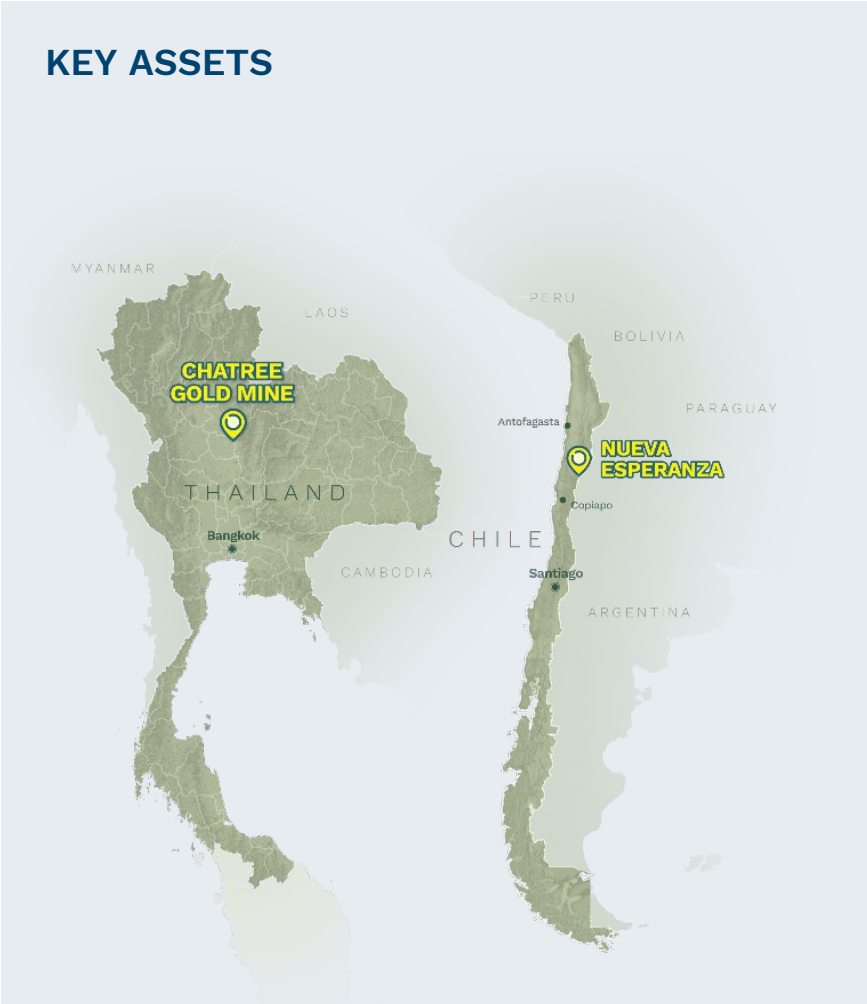 KEY ASSETS
MYANMAR
LAOS
CHATREE
GOLD MINE
THAILAND
Bangkok
CAMBODIA
PERU
BOLIVIA
PARAGUAY
Antofagasta
NUEVA
ESPERANZA
Copiapo
CHILE
Santiago
ARGENTINA